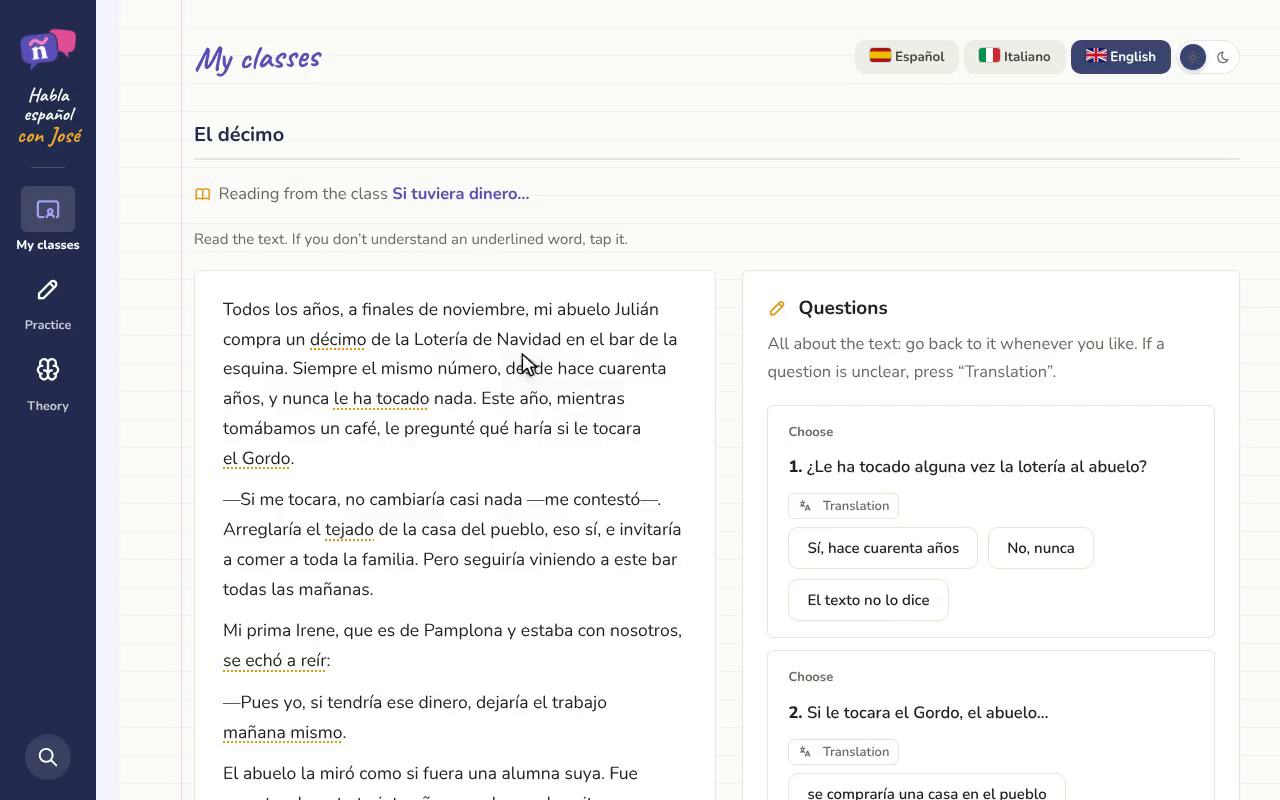 ñ
Habla
español
con José
My classes
Practice
Theory
My classes
Español
Italiano
English
El décimo
Reading from the class Si tuviera dinero...
Read the text. If you don't understand an underlined word, tap it.
Todos los años, a finales de noviembre, mi abuelo Julián
compra un décimo de la Lotería de Navidad en el bar de la
esquina. Siempre el mismo número, desde hace cuarenta
años, y nunca le ha tocado nada. Este año, mientras
tomábamos un café, le pregunté qué haría si le tocara
el Gordo.
—Si me tocara, no cambiaría casi nada —me contestó—.
Arreglaría el tejado de la casa del pueblo, eso sí, e invitaría
a comer a toda la familia. Pero seguiría viniendo a este bar
todas las mañanas.
Mi prima Irene, que es de Pamplona y estaba con nosotros,
se echó a reír:
—Pues yo, si tendría ese dinero, dejaría el trabajo
mañana mismo.
El abuelo la miró como si fuera una alumna suya. Fue
Questions
All about the text: go back to it whenever you like. If a
question is unclear, press “Translation”.
Choose
1. ¿Le ha tocado alguna vez la lotería al abuelo?
Translation
Sí, hace cuarenta años
No, nunca
El texto no lo dice
Choose
2. Si le tocara el Gordo, el abuelo...
Translation
se compraría una casa en el pueblo